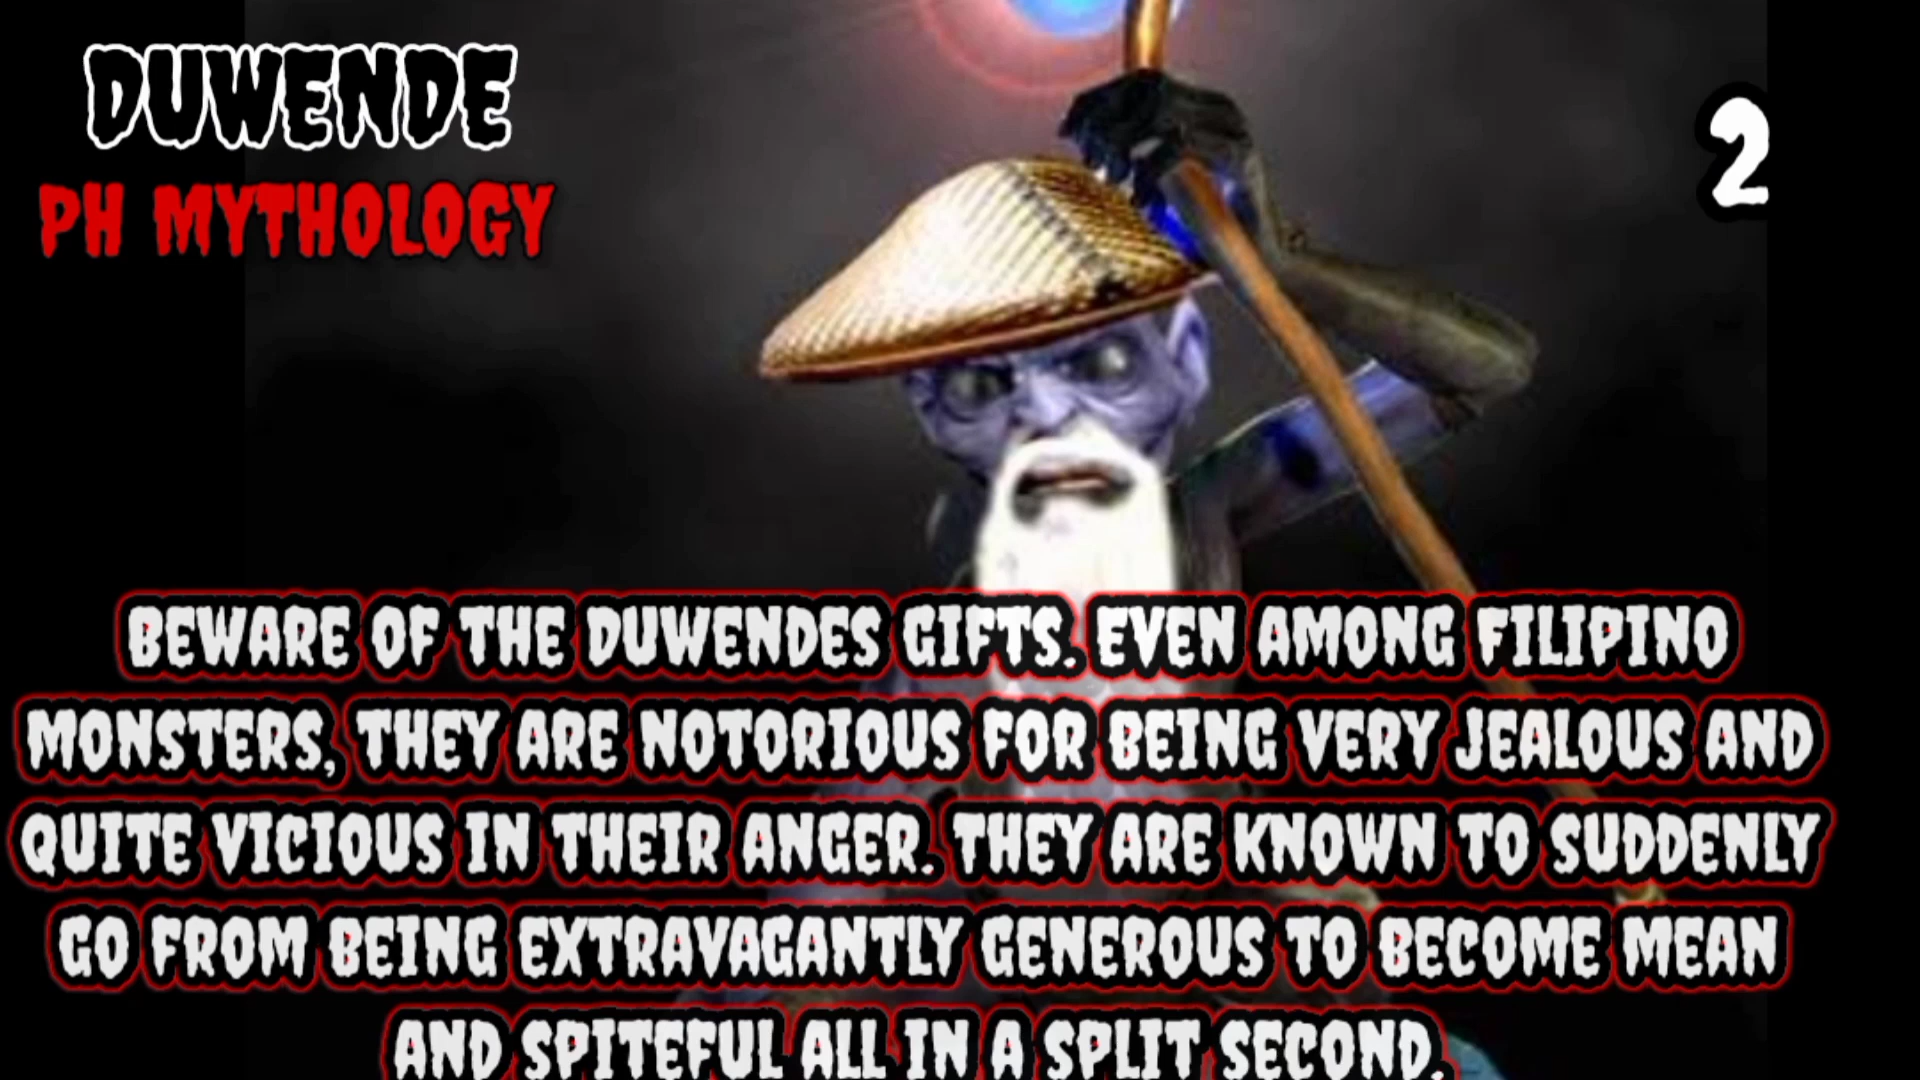 DUWENDE
PH MYTHOLOGY
2
BEWARE OF THE DUWENDES GIFTS. EVEN AMONG FILIPINO
MONSTERS, THEY ARE NOTORIOUS FOR BEING VERY JEALOUS AND
QUITE VICIOUS IN THEIR ANGER. THEY ARE KNOWN TO SUDDENLY
GO FROM BEING EXTRAVAGANTLY GENEROUS TO BECOME MEAN
AND SPITEFUL ALL IN A SPLIT SECOND.